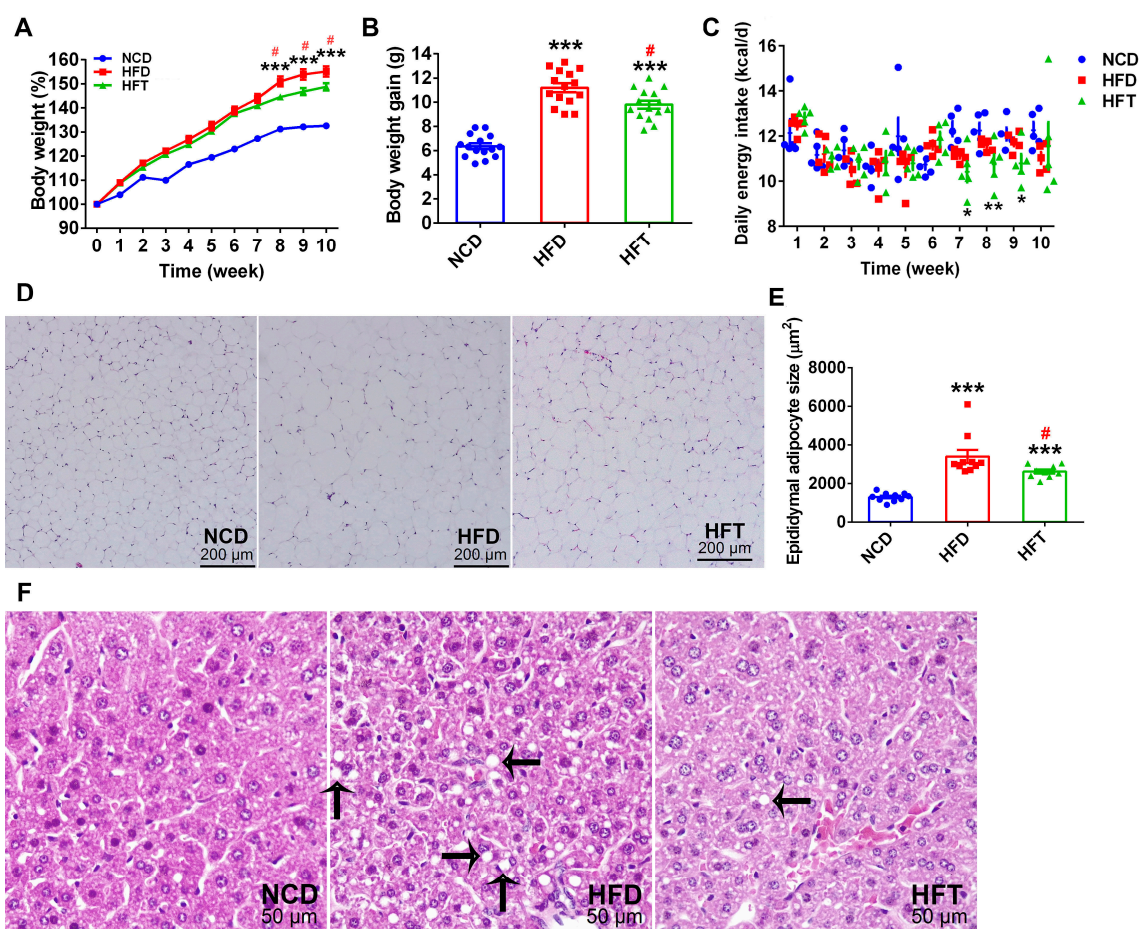 A
Body weight (%)
160
150
140
130
120
110
100
90
NCD
HFD
HFT
# # #
*** *** ***
0 1 2 3 4 5 6 7 8 9 10
Time (week)
B
Body weight gain (g)
14
12
10
8
6
4
2
0
***
#
***
NCD HFD HFT
C
Daily energy intake (kcal/d)
16
14
12
10
8
NCD
HFD
HFT
* ** *
1 2 3 4 5 6 7 8 9 10
Time (week)
D
NCD
200 µm
HFD
200 µm
HFT
200 µm
E
Epididymal adipocyte size (µm²)
8000
6000
4000
2000
0
***
#
***
NCD HFD HFT
F
NCD
50 µm
HFD
50 µm
HFT
50 µm